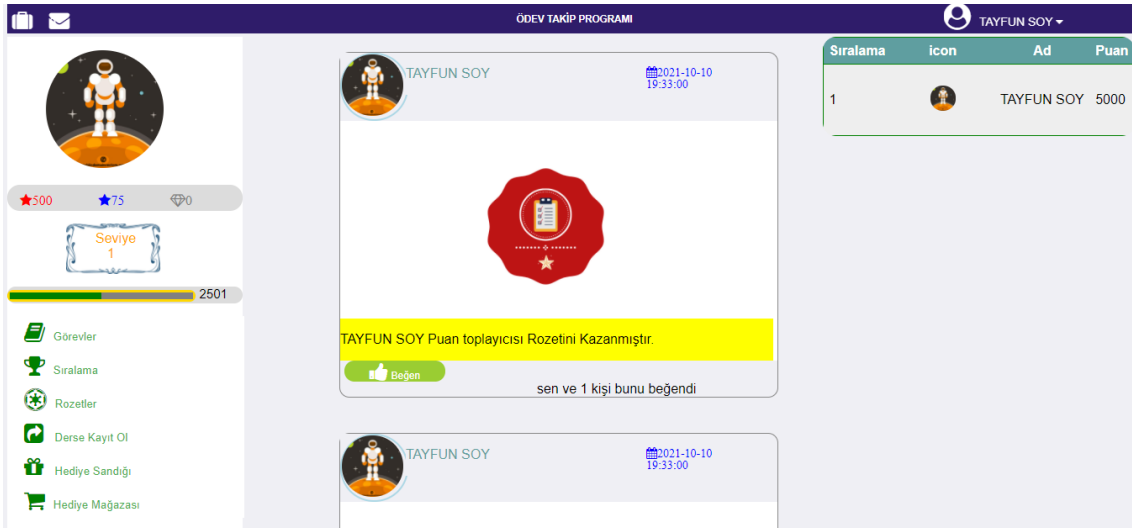 ÖDEV TAKİP PROGRAMI
TAYFUN SOY
500 75 0
Seviye
1
2501
Görevler
Sıralama
Rozetler
Derse Kayıt Ol
Hediye Sandığı
Hediye Mağazası
TAYFUN SOY
2021-10-10
19:33:00
TAYFUN SOY Puan toplayıcısı Rozetini Kazanmıştır.
Beğen
sen ve 1 kişi bunu beğendi
TAYFUN SOY
2021-10-10
19:33:00
Sıralama icon Ad Puan
1 TAYFUN SOY 5000